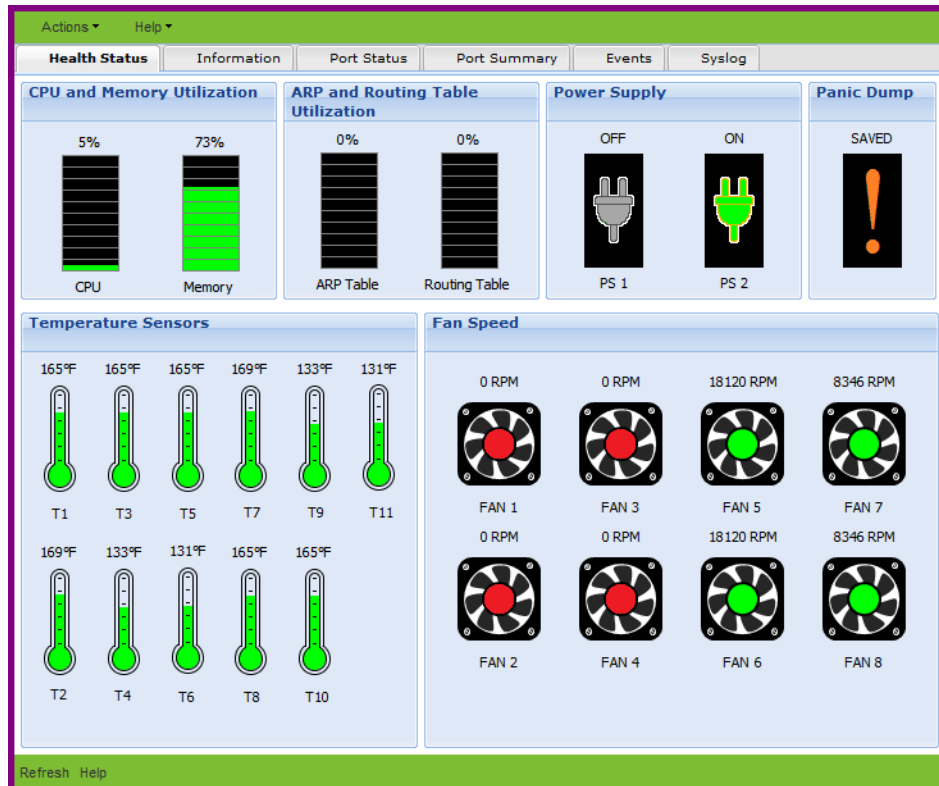 Actions Help
Health Status Information Port Status Port Summary Events Syslog
CPU and Memory Utilization
5% 73%
CPU Memory
ARP and Routing Table
Utilization
0% 0%
ARP Table Routing Table
Power Supply
OFF ON
PS 1 PS 2
Panic Dump
SAVED
Temperature Sensors
165°F 165°F 165°F 169°F 133°F 131°F
T1 T3 T5 T7 T9 T11
169°F 133°F 131°F 165°F 165°F
T2 T4 T6 T8 T10
Fan Speed
0 RPM 0 RPM 18120 RPM 8346 RPM
FAN 1 FAN 3 FAN 5 FAN 7
0 RPM 0 RPM 18120 RPM 8346 RPM
FAN 2 FAN 4 FAN 6 FAN 8
Refresh Help